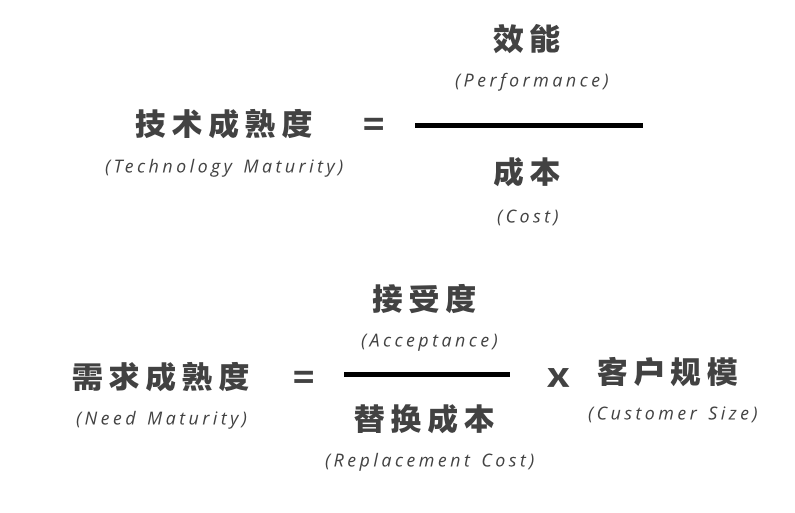 效能
(Performance)
技术成熟度 =
(Technology Maturity)
成本
(Cost)
接受度
(Acceptance)
需求成熟度 = x 客户规模
(Need Maturity) (Customer Size)
替换成本
(Replacement Cost)